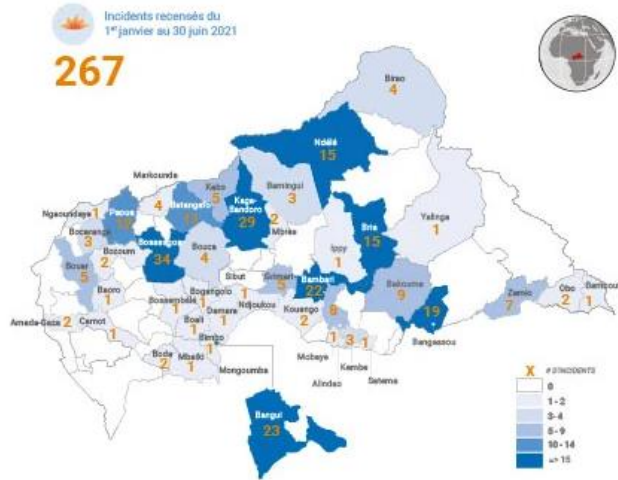 Incidents recensés du
1er janvier au 30 juin 2021
267
Birao
4
Ndélé
15
Markounda
Kabo
5
Bamingui
3
Ngaoundaye
1
Paoua
4
Batangafo
Kaga-
Bandoro
29
2
Mbrès
Yalinga
1
Bocaranga
3
Bozoum
2
Bossangoa
34
Bouca
4
Ippy
1
Bria
15
Bouar
5
Sibut
1
Grimari
5
Bambari
22
Bakouma
9
Baoro
1
Bossembélé
1
Bogangolo
1
Damara
1
Ndjoukou
Kouango
2
8
19
Bangassou
Zemio
7
Obo
2
Bambouti
1
Amada-Gaza
2
Carnot
1
Boali
1
Bimbo
1
Boda
2
Mbaïki
1
Mongoumba
Mobaye
1
Alindao
3
Kembe
1
Satema
Bangui
23
X # D'INCIDENTS
0
1 - 2
3-4
5 - 9
10 - 14
=> 15